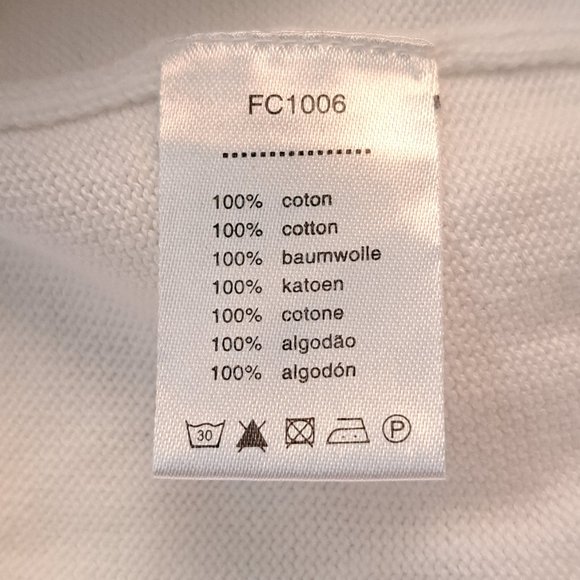 FC1006
100% coton
100% cotton
100% baumwolle
100% katoen
100% cotone
100% algodão
100% algodón
30 P